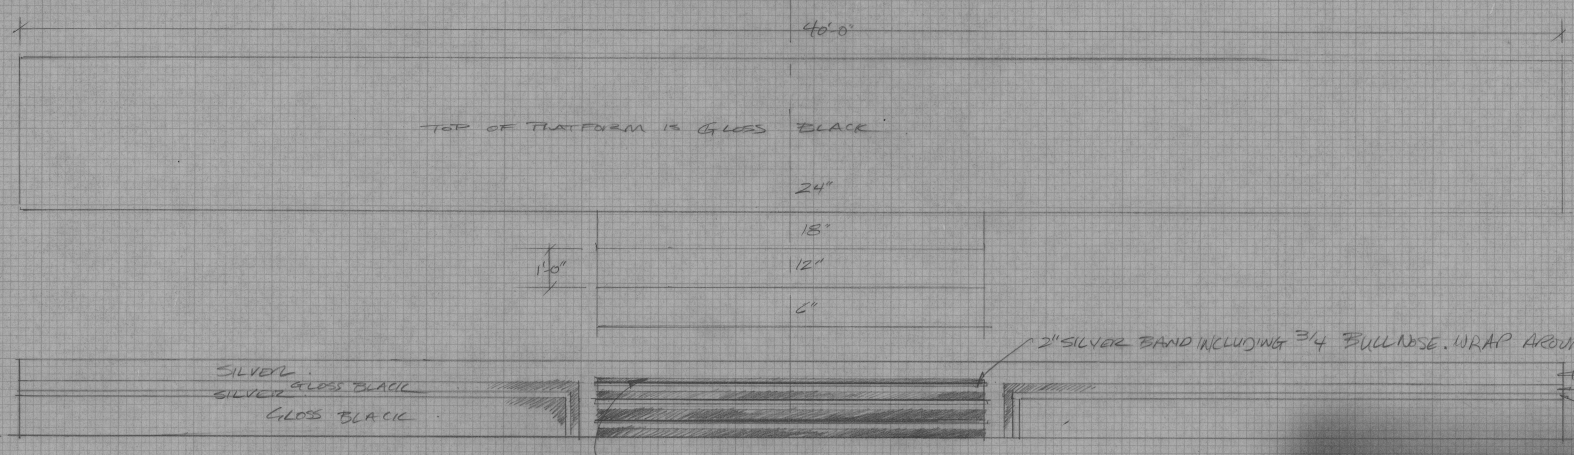 40'-0"
TOP OF PLATFORM IS GLOSS BLACK
24"
18"
1'-0"
12"
6"
2" SILVER BAND INCLUDING 3/4 BULLNOSE. WRAP AROUN
SILVER.
GLOSS BLACK
SILVER
GLOSS BLACK.